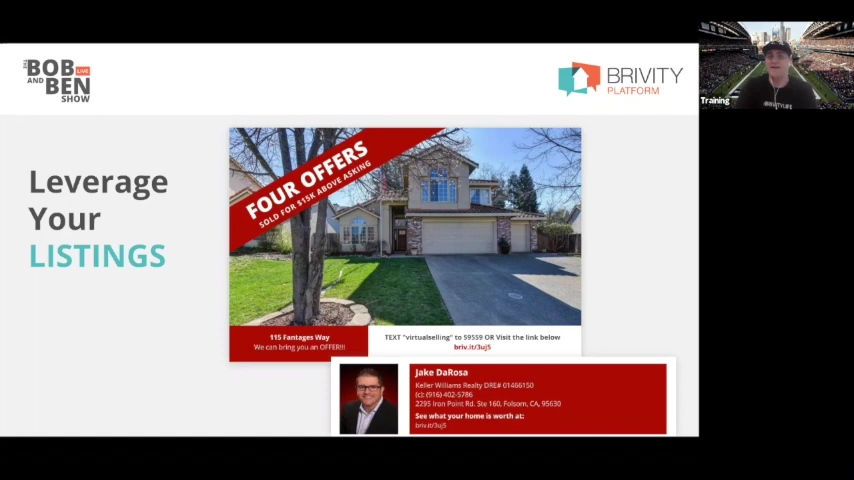 THE
BOB LIVE
AND BEN
SHOW
BRIVITY
PLATFORM
Training
Leverage
Your
LISTINGS
FOUR OFFERS
SOLD FOR $15K ABOVE ASKING
115 Fantages Way
We can bring you an OFFER!!!
TEXT "virtualselling" to 59559 OR Visit the link below
briv.it/3uj5
Jake DaRosa
Keller Williams Realty DRE# 01466150
(c): (916) 402-5786
2295 Iron Point Rd. Ste 160, Folsom, CA, 95630
See what your home is worth at:
briv.it/3uj5